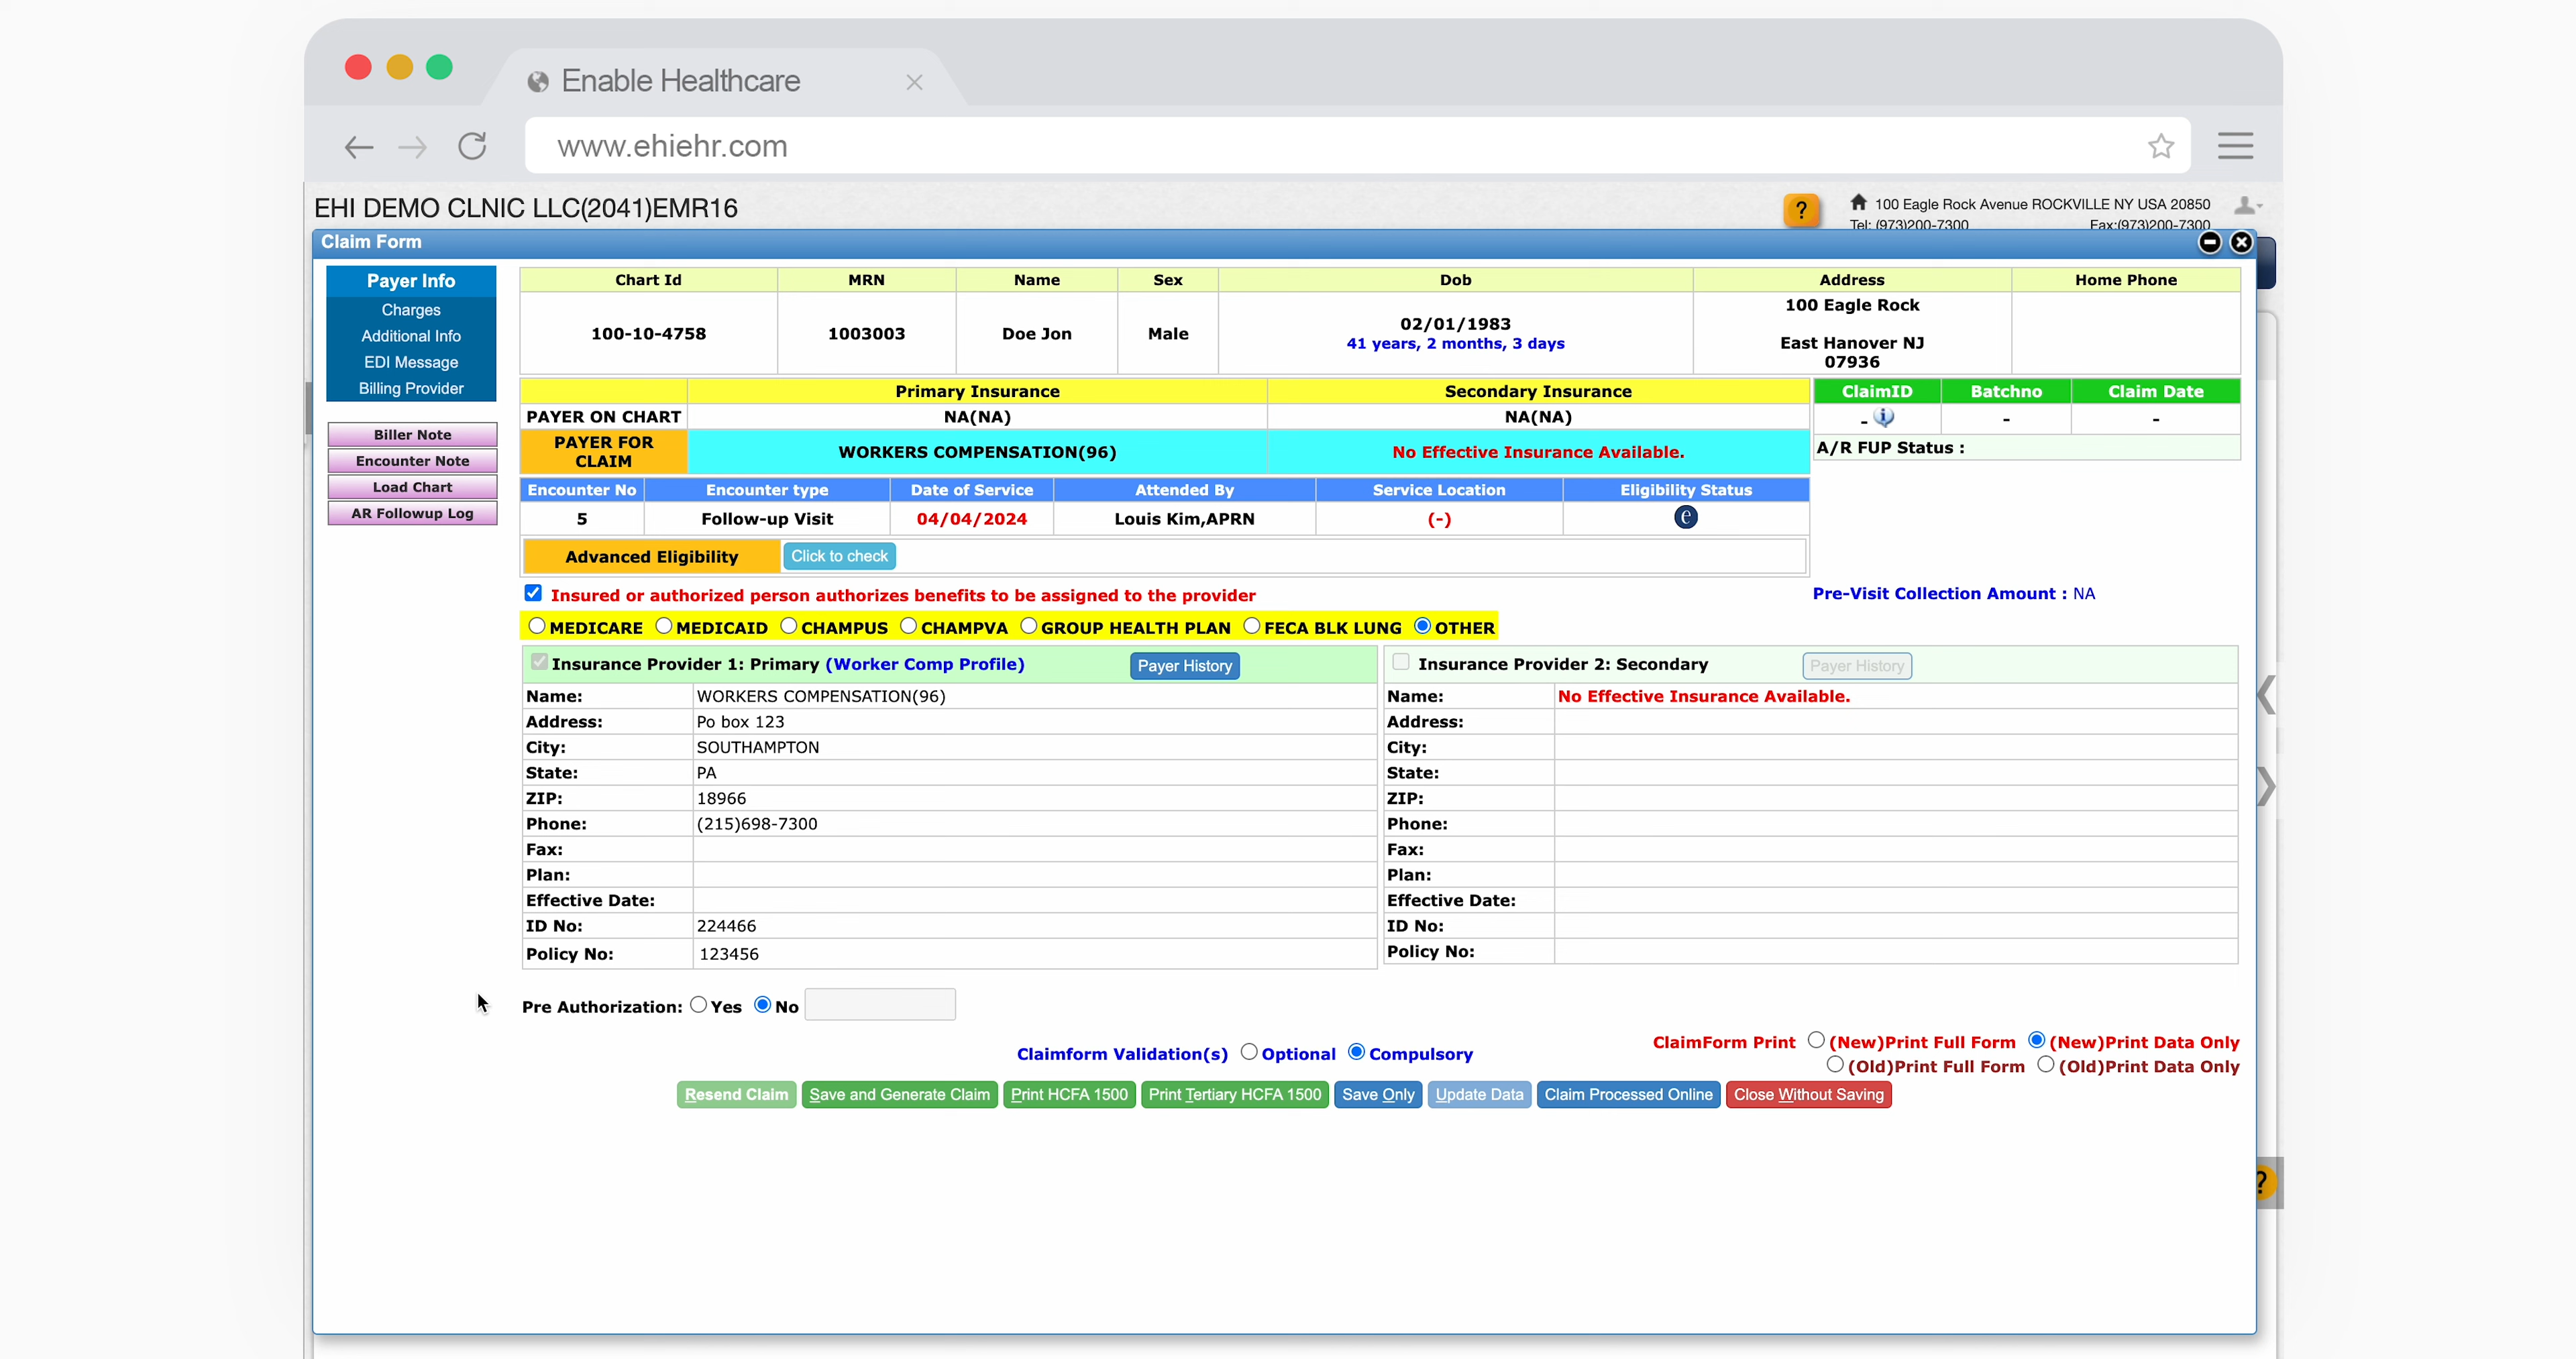 Enable Healthcare
www.ehiehr.com
EHI DEMO CLNIC LLC(2041)EMR16
?
100 Eagle Rock Avenue ROCKVILLE NY USA 20850
Tel: (973)200-7300 Fax:(973)200-7300
Claim Form
Payer Info
Charges
Additional Info
EDI Message
Billing Provider
Biller Note
Encounter Note
Load Chart
AR Followup Log
Chart Id MRN Name Sex Dob Address Home Phone
100-10-4758 1003003 Doe Jon Male 02/01/1983
41 years, 2 months, 3 days
100 Eagle Rock
East Hanover NJ
07936
Primary Insurance Secondary Insurance
PAYER ON CHART NA(NA) NA(NA)
PAYER FOR
CLAIM
WORKERS COMPENSATION(96) No Effective Insurance Available.
ClaimID Batchno Claim Date
- i - -
A/R FUP Status :
Encounter No Encounter type Date of Service Attended By Service Location Eligibility Status
5 Follow-up Visit 04/04/2024 Louis Kim,APRN (-) e
Advanced Eligibility Click to check
Insured or authorized person authorizes benefits to be assigned to the provider
Pre-Visit Collection Amount : NA
MEDICARE MEDICAID CHAMPUS CHAMPVA GROUP HEALTH PLAN FECA BLK LUNG OTHER
Insurance Provider 1: Primary (Worker Comp Profile) Payer History
Name: WORKERS COMPENSATION(96)
Address: Po box 123
City: SOUTHAMPTON
State: PA
ZIP: 18966
Phone: (215)698-7300
Fax:
Plan:
Effective Date:
ID No: 224466
Policy No: 123456
Insurance Provider 2: Secondary Payer History
Name: No Effective Insurance Available.
Address:
City:
State:
ZIP:
Phone:
Fax:
Plan:
Effective Date:
ID No:
Policy No:
Pre Authorization: Yes No
Claimform Validation(s) Optional Compulsory
ClaimForm Print (New)Print Full Form (New)Print Data Only
(Old)Print Full Form (Old)Print Data Only
Resend Claim Save and Generate Claim Print HCFA 1500 Print Tertiary HCFA 1500 Save Only Update Data Claim Processed Online Close Without Saving
?